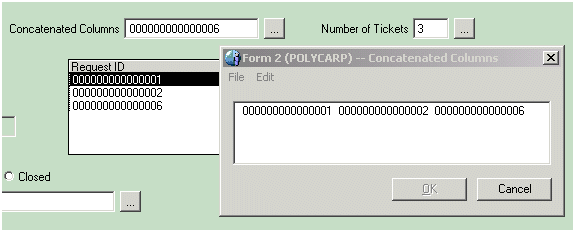 Concatenated Columns 000000000000006 ... Number of Tickets 3 ...
Form 2 (POLYCARP) -- Concatenated Columns
File Edit
Request ID
000000000000001
000000000000002
000000000000006
000000000000001 000000000000002 000000000000006
Closed
...
OK Cancel